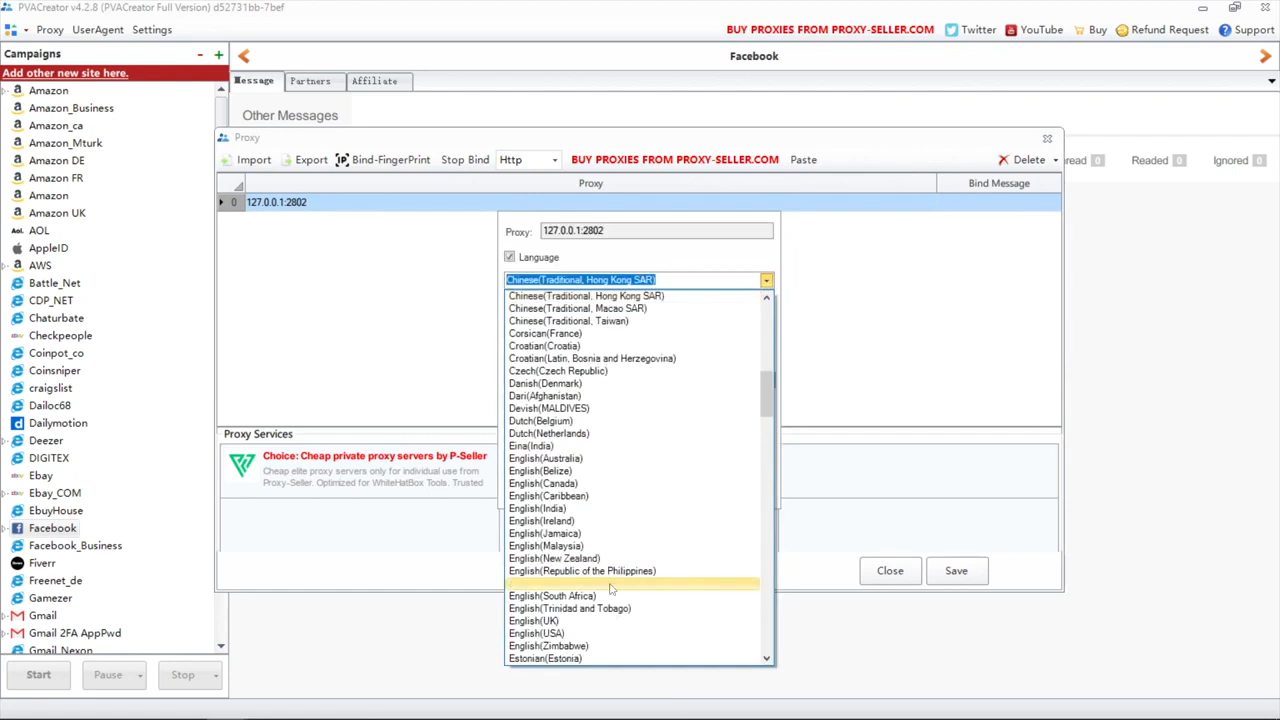 PVACreator v4.2.8 (PVACreator Full Version) d52731bb-7bef
Proxy UserAgent Settings
BUY PROXIES FROM PROXY-SELLER.COM Twitter YouTube Buy Refund Request Support
Campaigns - +
Facebook
Add other new site here.
Message Partners Affiliate
Amazon
Amazon_Business
Amazon_ca
Amazon_Mturk
Amazon DE
Amazon FR
Amazon
Amazon UK
AOL
AppleID
AWS
Battle_Net
CDP_NET
Chaturbate
Checkpeople
Coinpot_co
Coinsniper
craigslist
Dailoc68
Dailymotion
Deezer
DIGITEX
Ebay
Ebay_COM
EbuyHouse
Facebook
Facebook_Business
Fiverr
Freenet_de
Gamezer
Gmail
Gmail 2FA AppPwd
Gmail_Nexon
Start Pause Stop
Other Messages
Readed 0 Ignored 0
Proxy
Import Export Bind-FingerPrint Stop Bind Http BUY PROXIES FROM PROXY-SELLER.COM Paste Delete
Proxy Bind Message
0 127.0.0.1:2802
Proxy: 127.0.0.1:2802
Language
Chinese(Traditional, Hong Kong SAR)
Chinese(Traditional, Hong Kong SAR)
Chinese(Traditional, Macao SAR)
Chinese(Traditional, Taiwan)
Corsican(France)
Croatian(Croatia)
Croatian(Latin, Bosnia and Herzegovina)
Czech(Czech Republic)
Danish(Denmark)
Dari(Afghanistan)
Devish(MALDIVES)
Dutch(Belgium)
Dutch(Netherlands)
Eina(India)
English(Australia)
English(Belize)
English(Canada)
English(Caribbean)
English(India)
English(Ireland)
English(Jamaica)
English(Malaysia)
English(New Zealand)
English(Republic of the Philippines)
English(South Africa)
English(Trinidad and Tobago)
English(UK)
English(USA)
English(Zimbabwe)
Estonian(Estonia)
Proxy Services
Choice: Cheap private proxy servers by P-Seller
Cheap elite proxy servers only for individual use from
Proxy-Seller. Optimized for WhiteHatBox Tools. Trusted
Close Save